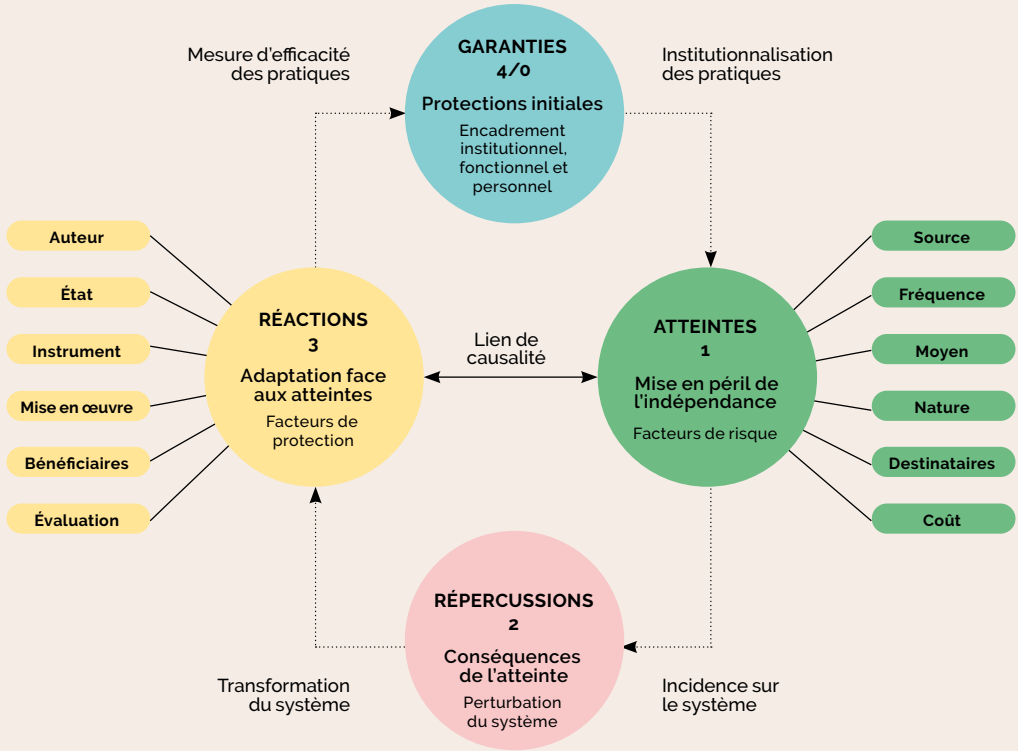 Mesure d'efficacité
des pratiques
GARANTIES
4/0
Protections initiales
Encadrement
institutionnel,
fonctionnel et
personnel
Institutionnalisation
des pratiques
Auteur
État
Instrument
Mise en œuvre
Bénéficiaires
Évaluation
RÉACTIONS
3
Adaptation face
aux atteintes
Facteurs de
protection
Lien de
causalité
ATTEINTES
1
Mise en péril de
l'indépendance
Facteurs de risque
Source
Fréquence
Moyen
Nature
Destinataires
Coût
Transformation
du système
RÉPERCUSSIONS
2
Conséquences
de l'atteinte
Perturbation
du système
Incidence sur
le système